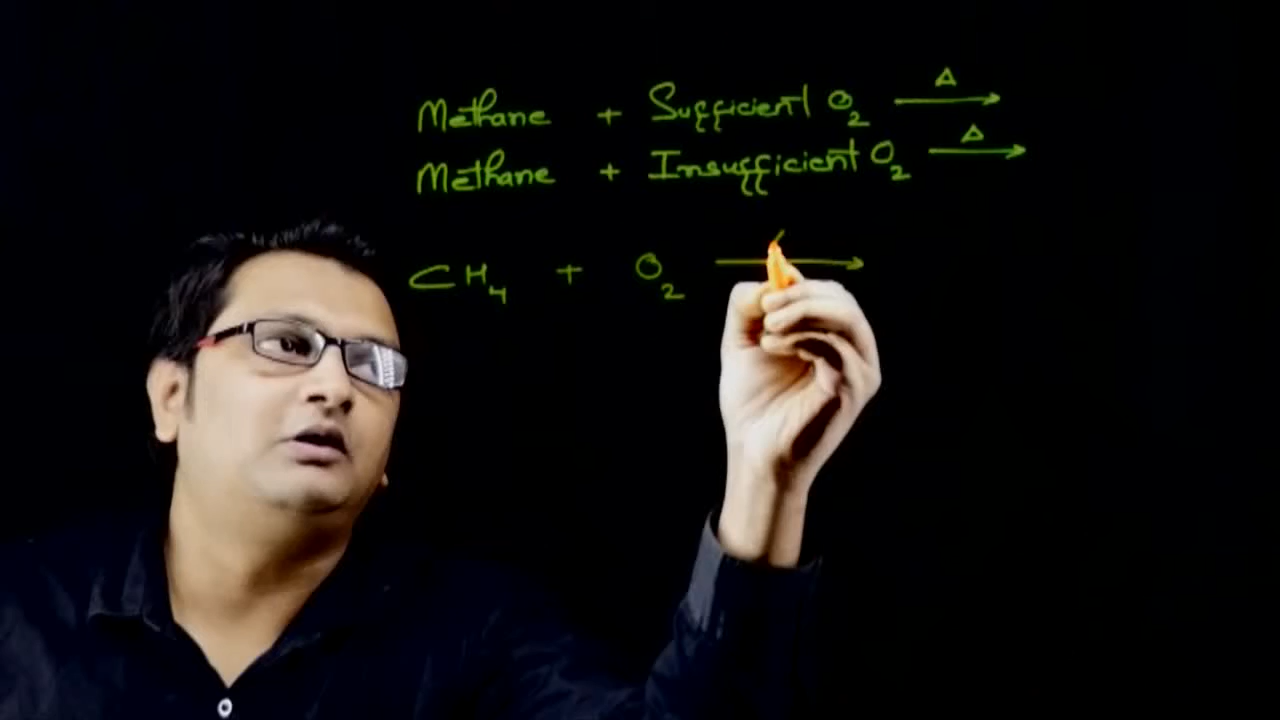 Methane + Sufficient O₂ —Δ→
Methane + Insufficient O₂ —Δ→
CH₄ + O₂ →